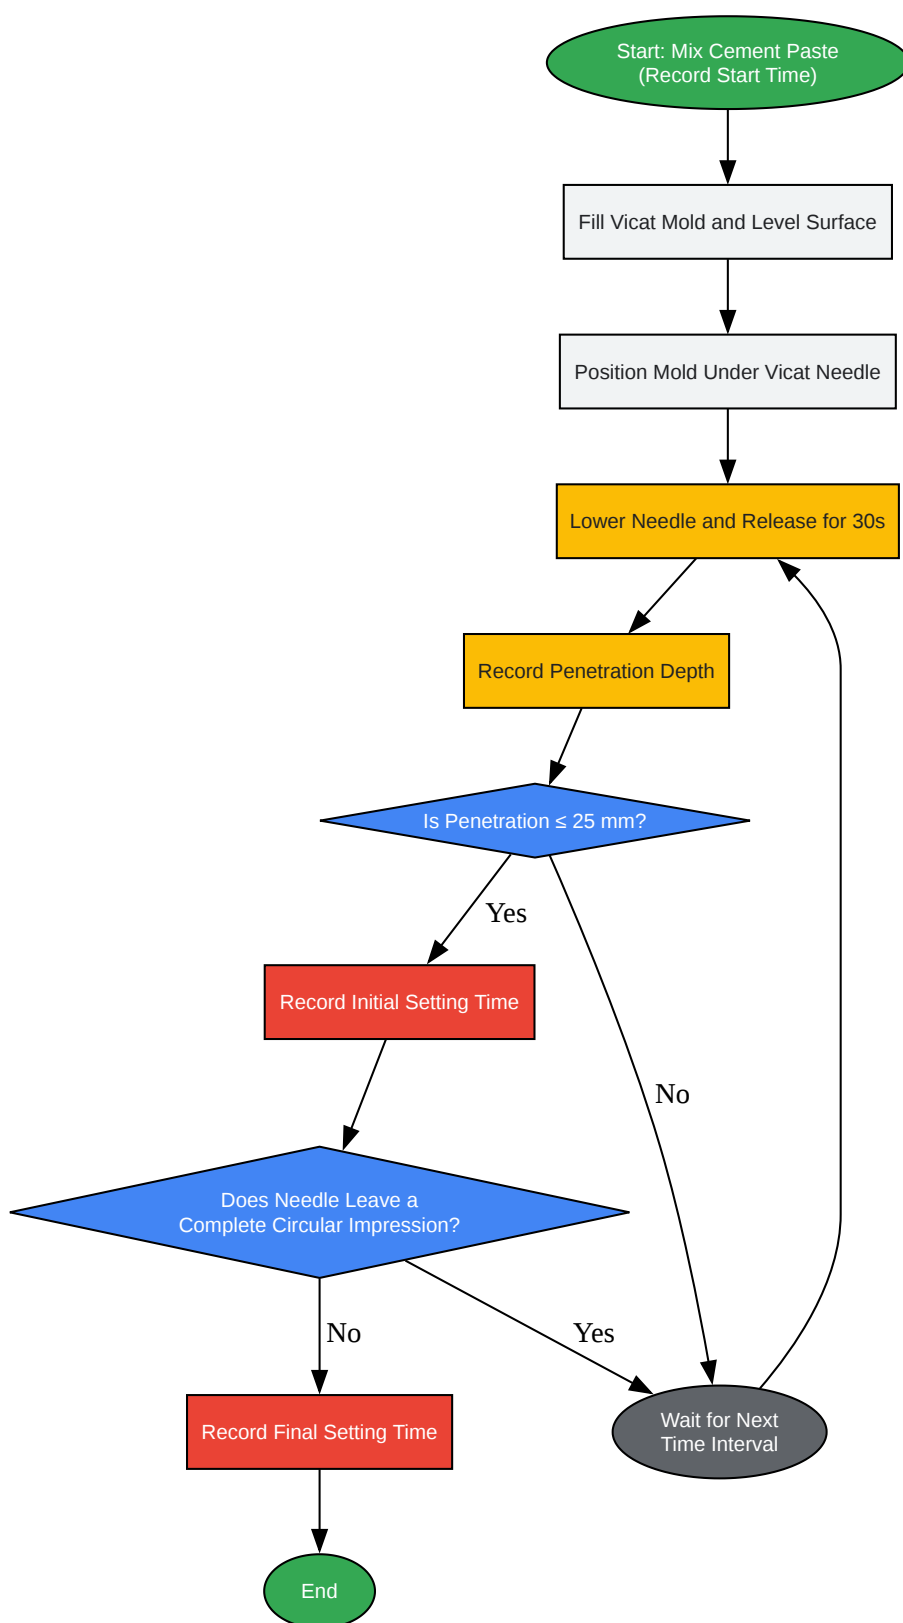 Start: Mix Cement Paste
(Record Start Time)
Fill Vicat Mold and Level Surface
Position Mold Under Vicat Needle
Lower Needle and Release for 30s
Record Penetration Depth
Is Penetration ≤ 25 mm?
Yes
Record Initial Setting Time
No
Does Needle Leave a
Complete Circular Impression?
No
Yes
Record Final Setting Time
Wait for Next
Time Interval
End